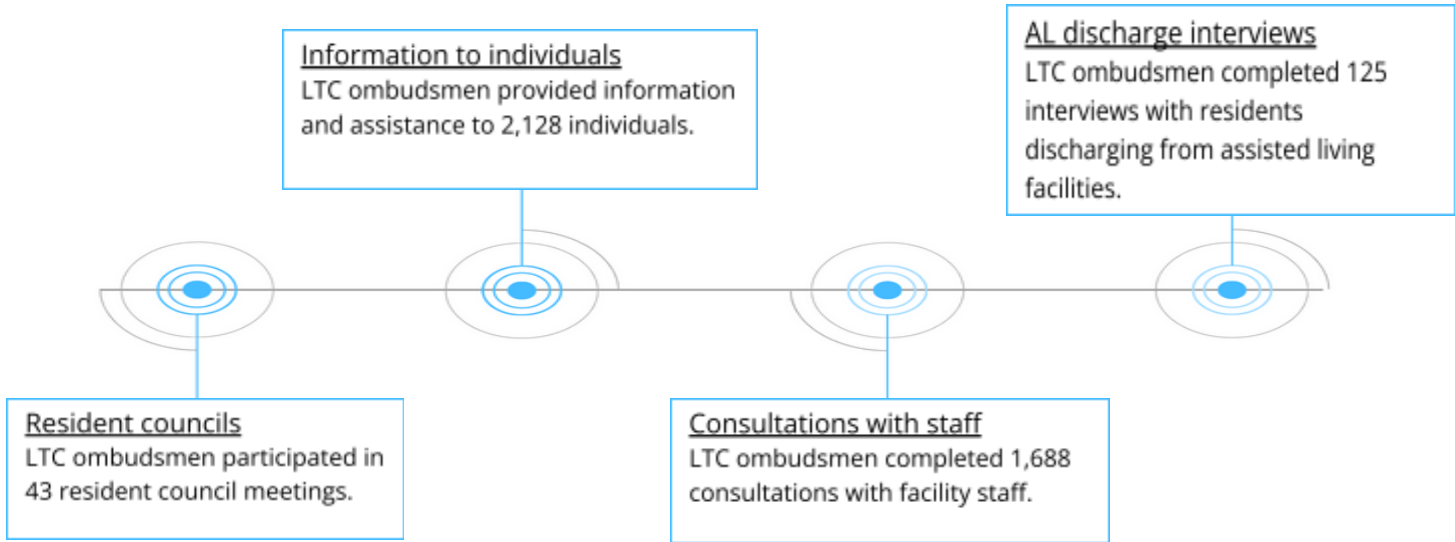 Information to individuals
LTC ombudsmen provided information
and assistance to 2,128 individuals.
AL discharge interviews
LTC ombudsmen completed 125
interviews with residents
discharging from assisted living
facilities.
Resident councils
LTC ombudsmen participated in
43 resident council meetings.
Consultations with staff
LTC ombudsmen completed 1,688
consultations with facility staff.